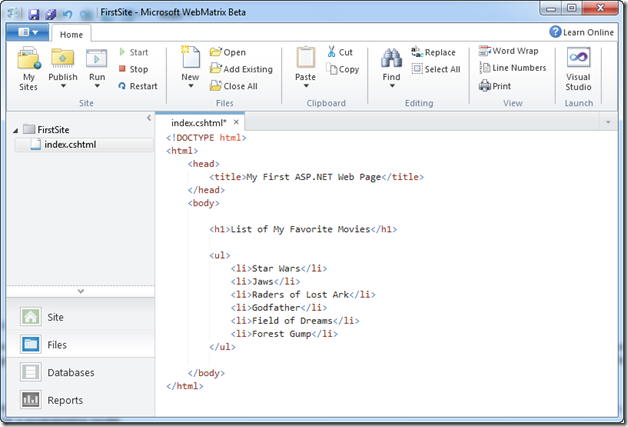 FirstSite - Microsoft WebMatrix Beta
Home
Learn Online
My Sites
Publish
Run
Start
Stop
Restart
Site
New
Open
Add Existing
Close All
Files
Paste
Cut
Copy
Clipboard
Find
Replace
Select All
Editing
Word Wrap
Line Numbers
Print
View
Visual Studio
Launch
FirstSite
index.cshtml
Site
Files
Databases
Reports
index.cshtml*
<!DOCTYPE html>
<html>
<head>
<title>My First ASP.NET Web Page</title>
</head>
<body>
<h1>List of My Favorite Movies</h1>
<ul>
<li>Star Wars</li>
<li>Jaws</li>
<li>Raders of Lost Ark</li>
<li>Godfather</li>
<li>Field of Dreams</li>
<li>Forest Gump</li>
</ul>
</body>
</html>